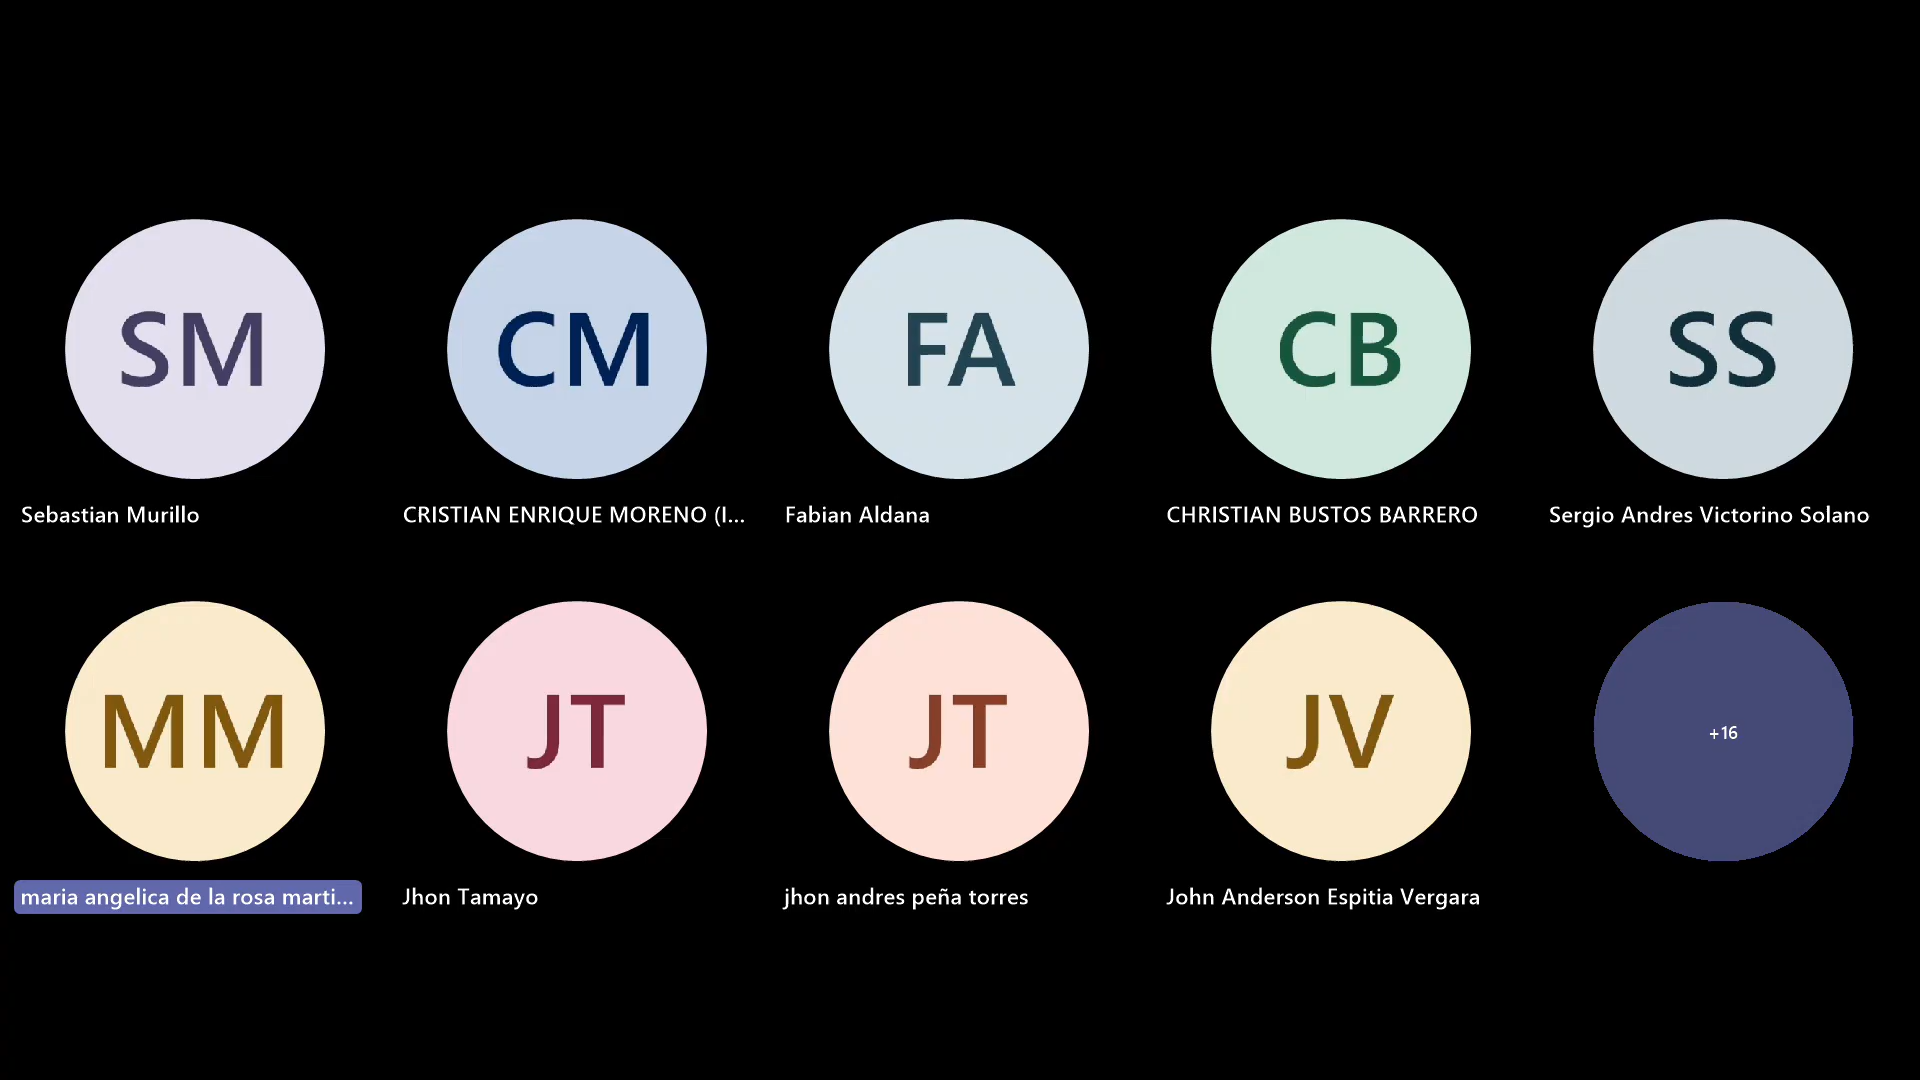 SM
CM
FA
CB
SS
Sebastian Murillo
CRISTIAN ENRIQUE MORENO (I...
Fabian Aldana
CHRISTIAN BUSTOS BARRERO
Sergio Andres Victorino Solano
MM
JT
JT
JV
+16
maria angelica de la rosa marti...
Jhon Tamayo
jhon andres peña torres
John Anderson Espitia Vergara